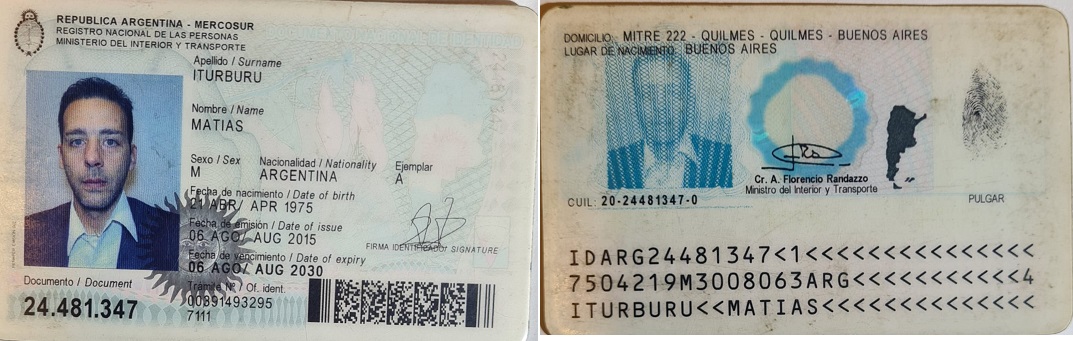 REPUBLICA ARGENTINA - MERCOSUR
REGISTRO NACIONAL DE LAS PERSONAS
MINISTERIO DEL INTERIOR Y TRANSPORTE
Apellido / Surname
ITURBURU
Nombre / Name
MATIAS
Sexo / Sex Nacionalidad / Nationality Ejemplar
M ARGENTINA A
Fecha de nacimiento / Date of birth
21 ABR/ APR 1975
Fecha de emisión / Date of issue
06 AGO/ AUG 2015
FIRMA IDENTIFICADO/ SIGNATURE
Fecha de vencimiento / Date of expiry
06 AGO/ AUG 2030
Documento / Document
24.481.347
Tramite Nº / Of. ident.
00391493295
7111
DOMICILIO: MITRE 222 - QUILMES - QUILMES - BUENOS AIRES
LUGAR DE NACIMIENTO: BUENOS AIRES
Cr. A. Florencio Randazzo
Ministro del Interior y Transporte
CUIL: 20-24481347-0
PULGAR
IDARG24481347<1<<<<<<<<<<<<<<<
7504219M3008063ARG<<<<<<<<<<<4
ITURBURU<<MATIAS<<<<<<<<<<<<<<